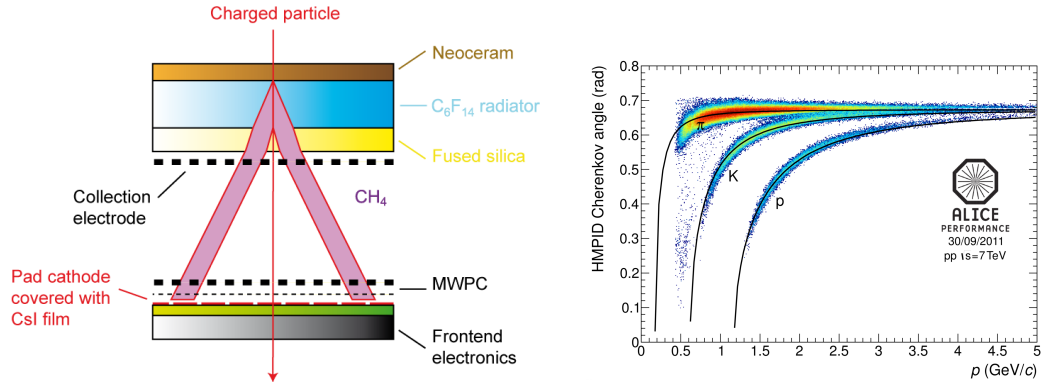 Charged particle
Neoceram
C6F14 radiator
Fused silica
Collection
electrode
CH4
Pad cathode
covered with
CsI film
MWPC
Frontend
electronics
HMPID Cherenkov angle (rad)
0.8
0.7
0.6
0.5
0.4
0.3
0.2
0.1
0
π
K
p
ALICE
PERFORMANCE
30/09/2011
pp √s=7TeV
0 0.5 1 1.5 2 2.5 3 3.5 4 4.5 5
p (GeV/c)